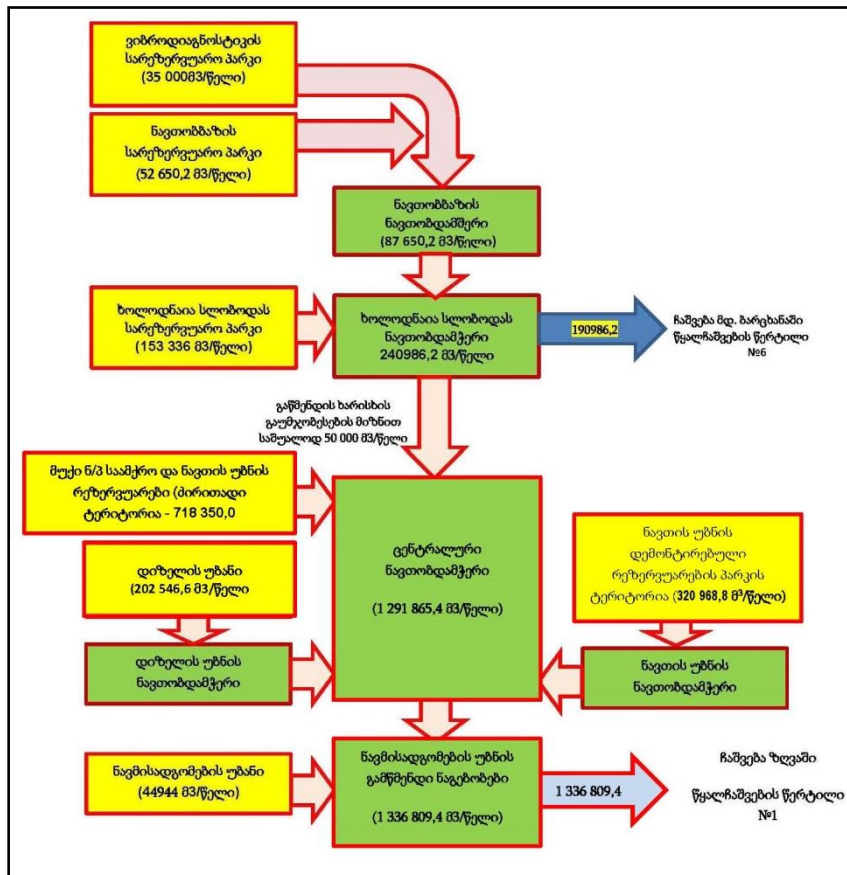 ვიბროდიაგნოსტიკის
სარეზერვუარო პარკი
(35 000მ3/წელი)
ნავთობბაზის
სარეზერვუარო პარკი
(52 650,2 მ3/წელი)
ნავთობბაზის
ნავთობდამშერი
(87 650,2 მ3/წელი)
ხოლოდნაია სლობოდას
სარეზერვუარო პარკი
(153 336 მ3/წელი)
ხოლოდნაია სლობოდას
ნავთობდამჭერი
240986,2 მ3/წელი
190986,2
ჩაშვება მდ. ბარცხანაში
წყალჩაშვების წერტილი
№6
გაწმენდის ხარისხის
გაუმჯობესების მიზნით
საშუალოდ 50 000 მ3/წელი
მუქი ნ/პ საამქრო და ნავთის უბნის
რეზერვუარები (პირითადი
ტერიტორია - 718 350,0
ცენტრალური
ნავთობდამჭერი
(1 291 865,4 მ3/წელი)
ნავთის უბნის
დემონტირებული
რეზერვუარების პარკის
ტერიტორია (320 968,8 მ³/წელი)
დიზელის უბანი
(202 546,6 მ3/წელი
დიზელის უბნის
ნავთობდამჭერი
ნავთის უბნის
ნავთობდამჭერი
ნავმისადგომების უბანი
(44944 მ3/წელი)
ნავმისადგომების უბნის
გამწმენდი ნაგებობები
(1 336 809,4 მ3/წელი)
1 336 809,4
ჩაშვება ზღვაში
წყალჩაშვების წერტილი
№1